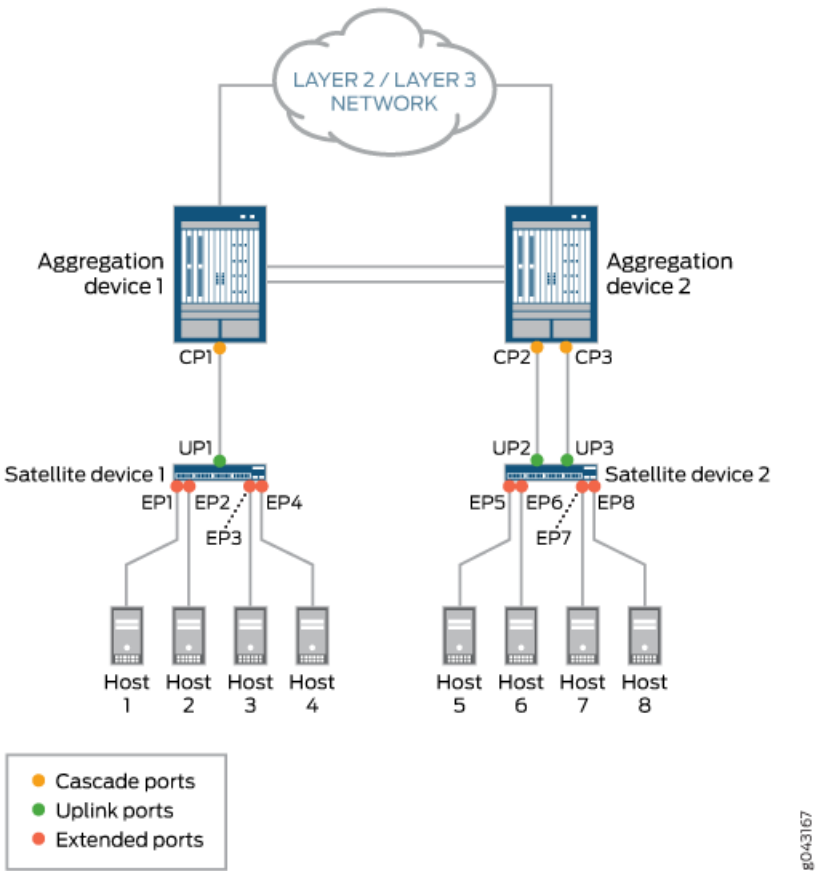 LAYER 2 / LAYER 3
NETWORK
Aggregation
device 1
Aggregation
device 2
CP1
CP2
CP3
UP1
UP2
UP3
Satellite device 1
Satellite device 2
EP1
EP2
EP4
EP3
EP5
EP6
EP8
EP7
Host
1
Host
2
Host
3
Host
4
Host
5
Host
6
Host
7
Host
8
Cascade ports
Uplink ports
Extended ports
g043167